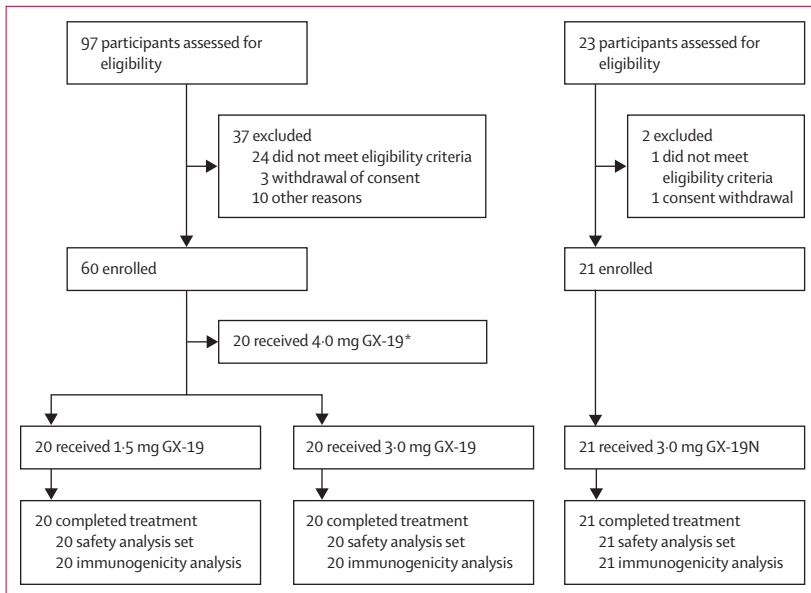 97 participants assessed for
eligibility
23 participants assessed for
eligibility
37 excluded
24 did not meet eligibility criteria
3 withdrawal of consent
10 other reasons
2 excluded
1 did not meet
eligibility criteria
1 consent withdrawal
60 enrolled
21 enrolled
20 received 4·0 mg GX-19*
20 received 1·5 mg GX-19
20 received 3·0 mg GX-19
21 received 3·0 mg GX-19N
20 completed treatment
20 safety analysis set
20 immunogenicity analysis
20 completed treatment
20 safety analysis set
20 immunogenicity analysis
21 completed treatment
21 safety analysis set
21 immunogenicity analysis